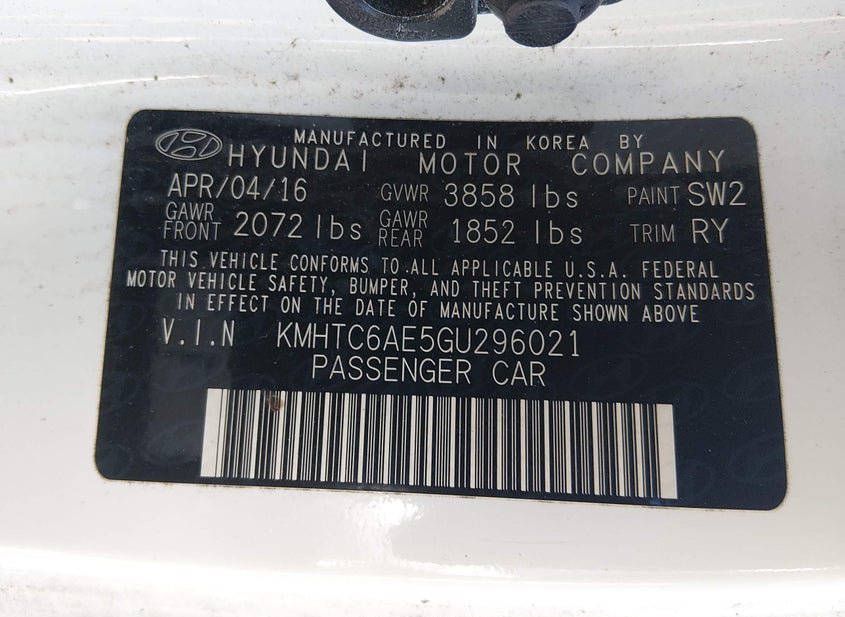 MANUFACTURED IN KOREA BY
HYUNDAI MOTOR COMPANY
APR/04/16 GVWR 3858 lbs PAINT SW2
GAWR FRONT 2072 lbs GAWR REAR 1852 lbs TRIM RY
THIS VEHICLE CONFORMS TO ALL APPLICABLE U.S.A. FEDERAL
MOTOR VEHICLE SAFETY, BUMPER, AND THEFT PREVENTION STANDARDS
IN EFFECT ON THE DATE OF MANUFACTURE SHOWN ABOVE
V.I.N KMHTC6AE5GU296021
PASSENGER CAR